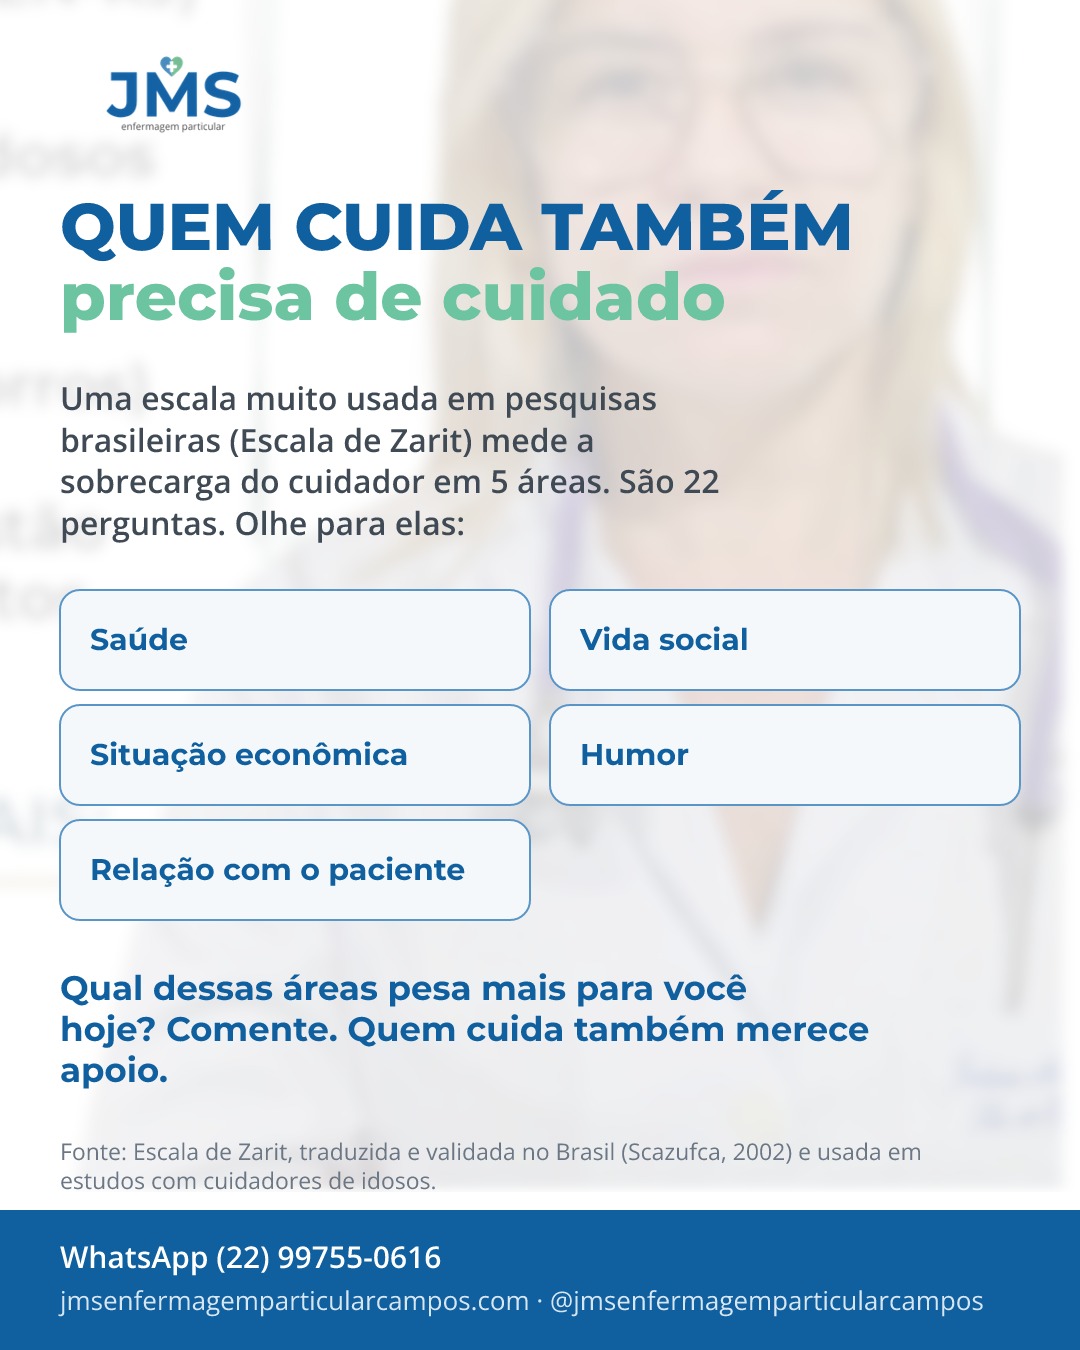 JMS
enfermagem particular
QUEM CUIDA TAMBÉM
precisa de cuidado
Uma escala muito usada em pesquisas
brasileiras (Escala de Zarit) mede a
sobrecarga do cuidador em 5 áreas. São 22
perguntas. Olhe para elas:
Saúde
Vida social
Situação econômica
Humor
Relação com o paciente
Qual dessas áreas pesa mais para você
hoje? Comente. Quem cuida também merece
apoio.
Fonte: Escala de Zarit, traduzida e validada no Brasil (Scazufca, 2002) e usada em
estudos com cuidadores de idosos.
WhatsApp (22) 99755-0616
jmsenfermagemparticularcampos.com · @jmsenfermagemparticularcampos